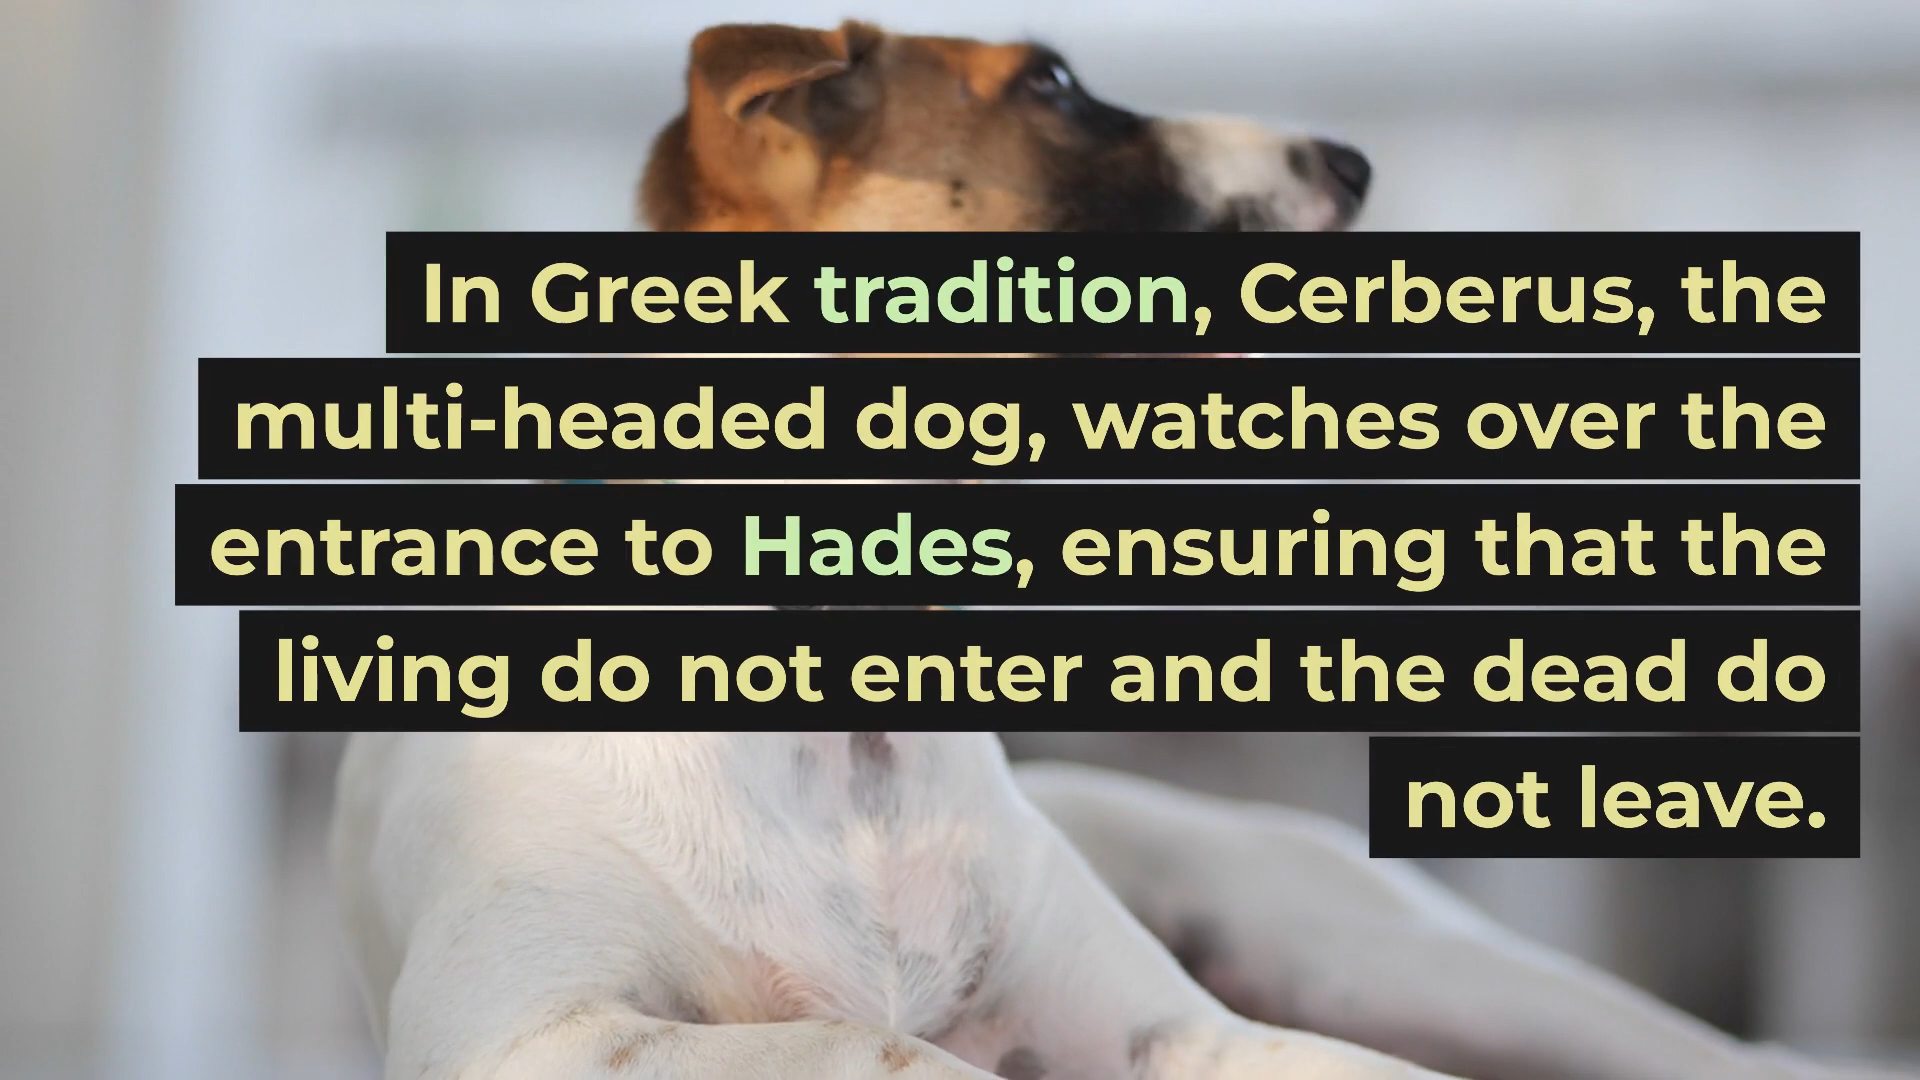 In Greek tradition, Cerberus, the
multi-headed dog, watches over the
entrance to Hades, ensuring that the
living do not enter and the dead do
not leave.